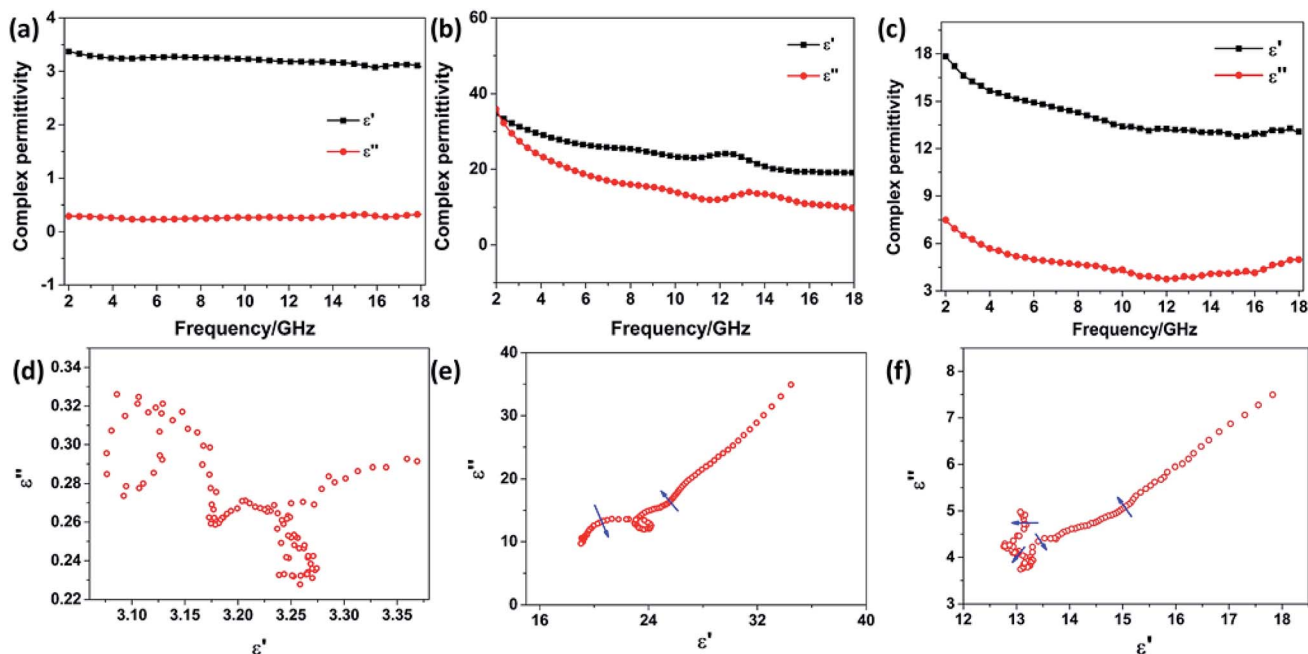 (a)
4
3
2
1
0
-1
Complex permittivity
ε'
ε''
2 4 6 8 10 12 14 16 18
Frequency/GHz
(b)
60
40
20
0
Complex permittivity
ε'
ε''
2 4 6 8 10 12 14 16 18
Frequency/GHz
(c)
18
15
12
9
6
3
Complex permittivity
ε'
ε''
2 4 6 8 10 12 14 16 18
Frequency/GHz
(d)
0.34
0.32
0.30
0.28
0.26
0.24
0.22
ε''
3.10 3.15 3.20 3.25 3.30 3.35
ε'
(e)
40
30
20
10
0
ε''
16 24 32 40
ε'
(f)
8
7
6
5
4
3
ε''
12 13 14 15 16 17 18
ε'